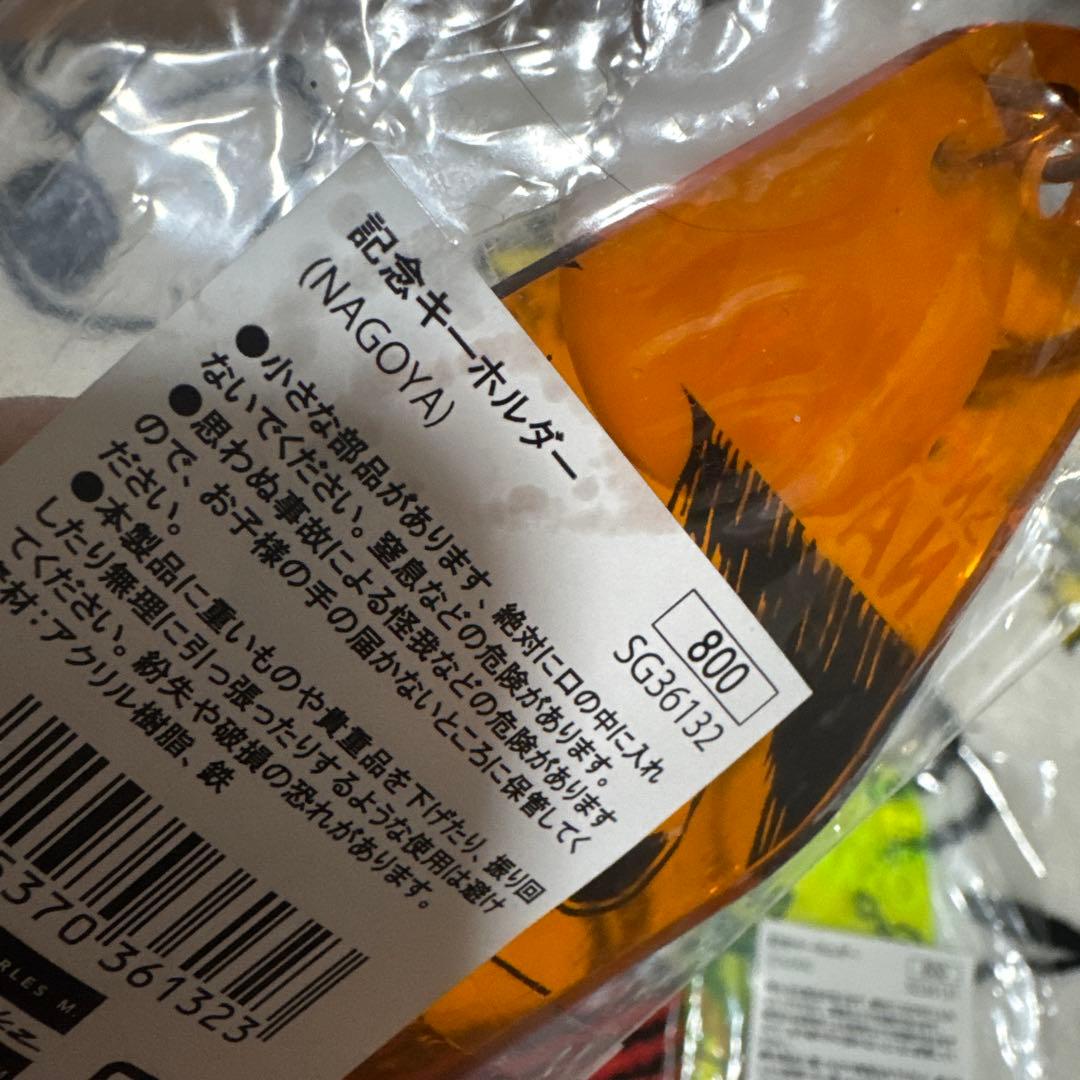 記念キーホルダー
(NAGOYA)
●小さな部品があります、絶対に口の中に入れ
ないでください。窒息などの危険があります。
●思わぬ事故による怪我などの危険があります
ので、お子様の手の届かないところに保管してく
ださい。
●本製品に重いものや貴重品を下げたり、振り回
したり無理に引っ張ったりするような使用は避け
てください。紛失や破損の恐れがあります。
材:アクリル樹脂、鉄
800
SG36132
5370 361323
RLES M.
NA